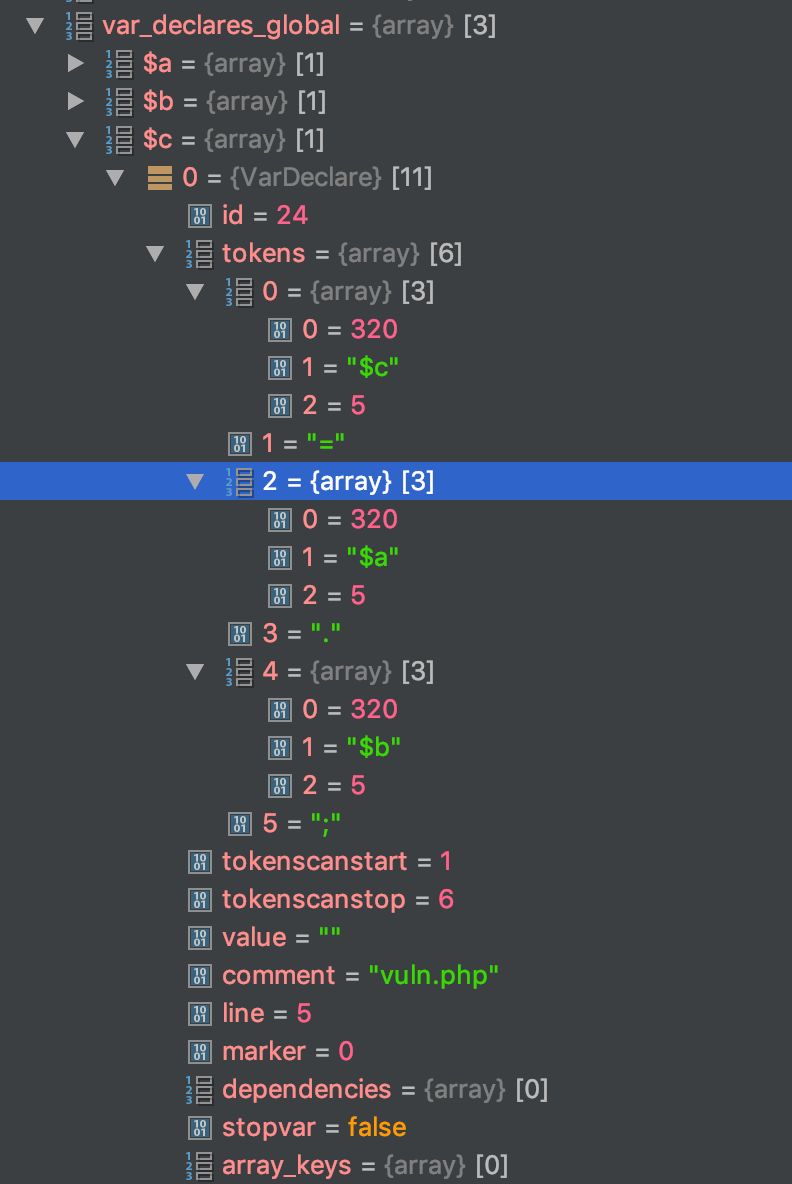 var_declares_global = {array} [3]
$a = {array} [1]
$b = {array} [1]
$c = {array} [1]
0 = {VarDeclare} [11]
id = 24
tokens = {array} [6]
0 = {array} [3]
0 = 320
1 = "$c"
2 = 5
1 = "="
2 = {array} [3]
0 = 320
1 = "$a"
2 = 5
3 = "."
4 = {array} [3]
0 = 320
1 = "$b"
2 = 5
5 = ";"
tokenscanstart = 1
tokenscanstop = 6
value = ""
comment = "vuln.php"
line = 5
marker = 0
dependencies = {array} [0]
stopvar = false
array_keys = {array} [0]